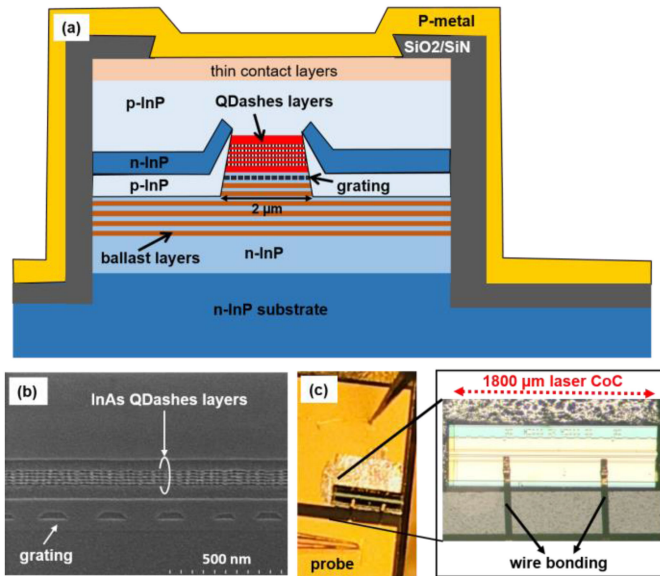 (a)
P-metal
SiO2/SiN
thin contact layers
p-InP
QDashes layers
n-InP
p-InP
grating
2 µm
ballast layers
n-InP
n-InP substrate
(b)
InAs QDashes layers
grating
500 nm
(c)
probe
1800 µm laser CoC
wire bonding